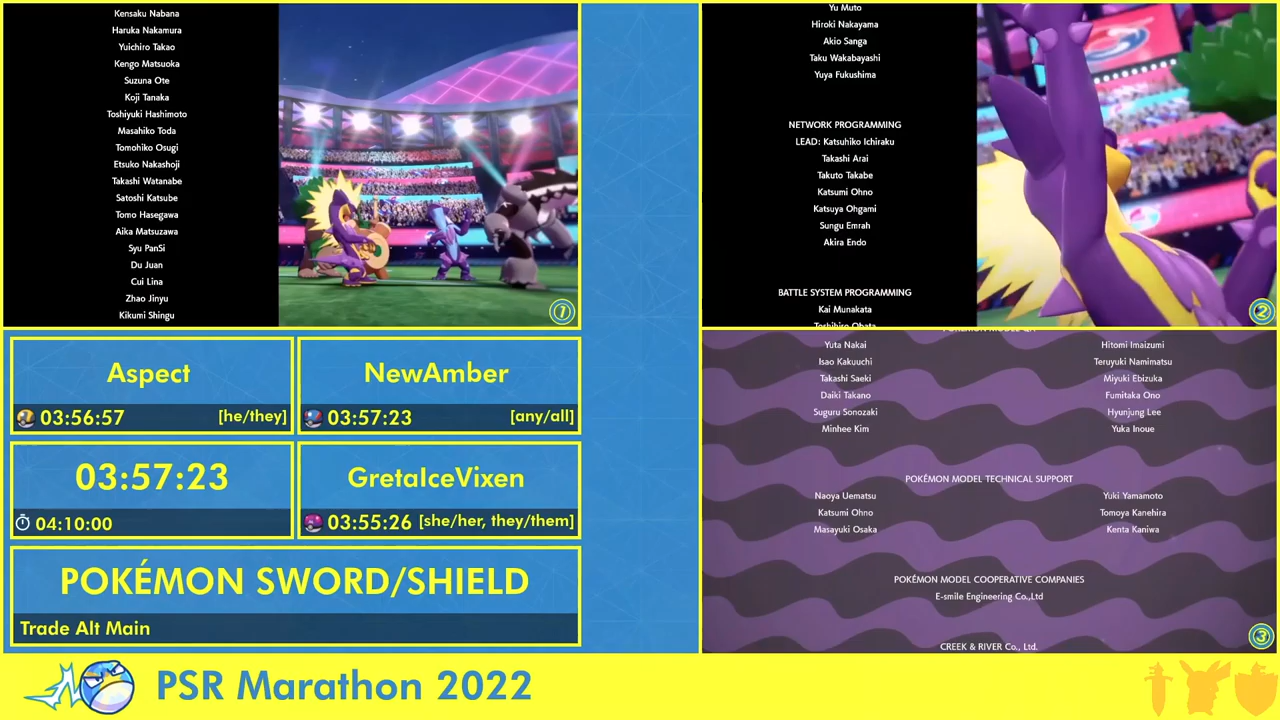 Kensaku Nabana
Haruka Nakamura
Yuichiro Takao
Kengo Matsuoka
Suzuna Ote
Koji Tanaka
Toshiyuki Hashimoto
Masahiko Toda
Tomohiko Osugi
Etsuko Nakashoji
Takashi Watanabe
Satoshi Katsube
Tomo Hasegawa
Aika Matsuzawa
Syu PanSi
Du Juan
Cui Lina
Zhao Jinyu
Kikumi Shingu
1
Yu Muto
Hiroki Nakayama
Akio Sanga
Taku Wakabayashi
Yuya Fukushima
NETWORK PROGRAMMING
LEAD: Katsuhiko Ichiraku
Takashi Arai
Takuto Takabe
Katsumi Ohno
Katsuya Ohgami
Sungu Emrah
Akira Endo
BATTLE SYSTEM PROGRAMMING
Kai Munakata
Toshihiro Obata
2
Aspect
03:56:57 [he/they]
NewAmber
03:57:23 [any/all]
03:57:23
04:10:00
GretaIceVixen
03:55:26 [she/her, they/them]
POKÉMON SWORD/SHIELD
Trade Alt Main
Yuta Nakai Hitomi Imaizumi
Isao Kakuuchi Teruyuki Namimatsu
Takashi Saeki Miyuki Ebizuka
Daiki Takano Fumitaka Ono
Suguru Sonozaki Hyunjung Lee
Minhee Kim Yuka Inoue
POKÉMON MODEL TECHNICAL SUPPORT
Naoya Uematsu Yuki Yamamoto
Katsumi Ohno Tomoya Kanehira
Masayuki Osaka Kenta Kaniwa
POKÉMON MODEL COOPERATIVE COMPANIES
E-smile Engineering Co.,Ltd
CREEK & RIVER Co., Ltd.
3
PSR Marathon 2022